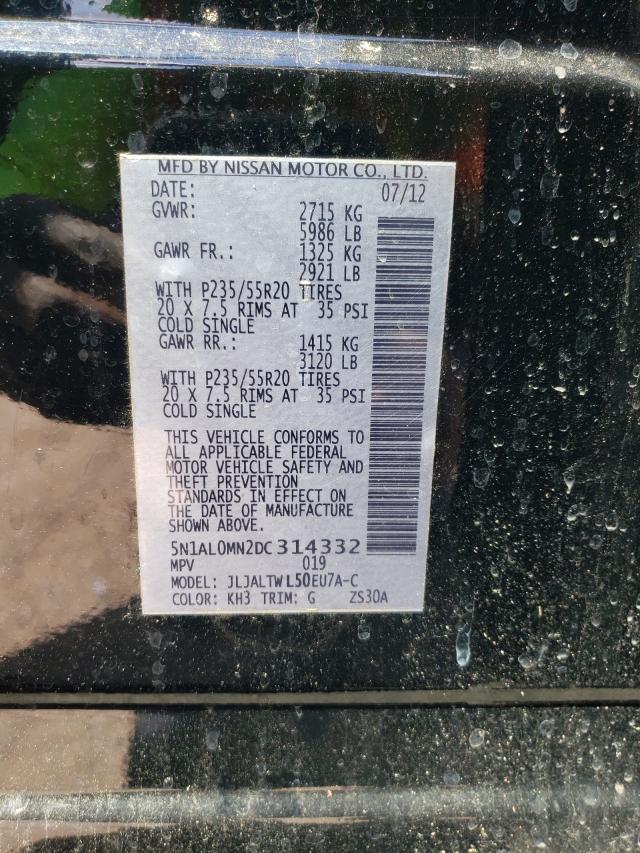 MFD BY NISSAN MOTOR CO., LTD.
DATE: 07/12
GVWR: 2715 KG
5986 LB
GAWR FR.: 1325 KG
2921 LB
WITH P235/55R20 TIRES
20 X 7.5 RIMS AT 35 PSI
COLD SINGLE
GAWR RR.: 1415 KG
3120 LB
WITH P235/55R20 TIRES
20 X 7.5 RIMS AT 35 PSI
COLD SINGLE
THIS VEHICLE CONFORMS TO
ALL APPLICABLE FEDERAL
MOTOR VEHICLE SAFETY AND
THEFT PREVENTION
STANDARDS IN EFFECT ON
THE DATE OF MANUFACTURE
SHOWN ABOVE.
5N1AL0MN2DC314332
MPV 019
MODEL: JLJALTWL50EU7A-C
COLOR: KH3 TRIM: G ZS30A